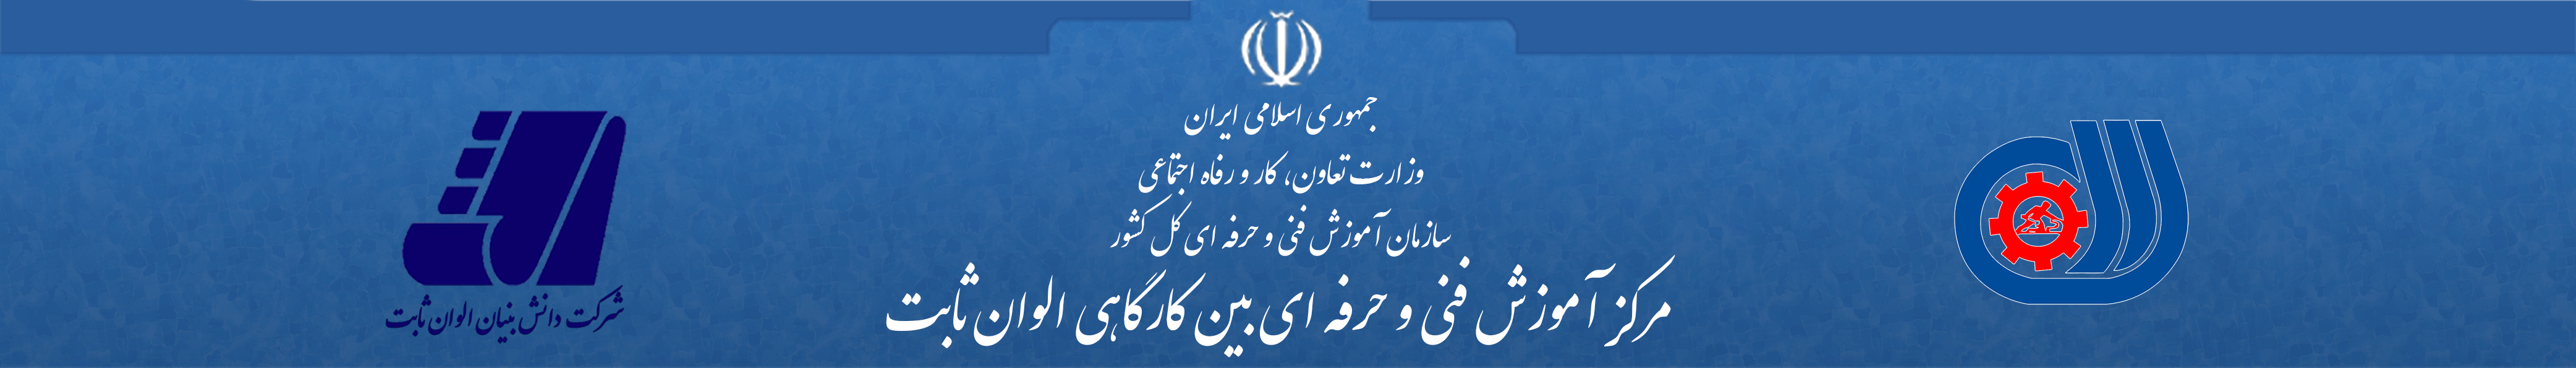 جمهوری اسلامی ایران
وزارت تعاون، کار و رفاه اجتماعی
سازمان آموزش فنی و حرفه ای کل کشور
مرکز آموزش فنی و حرفه ای بین کارگاهی الوان ثابت
شرکت دانش بنیان الوان ثابت